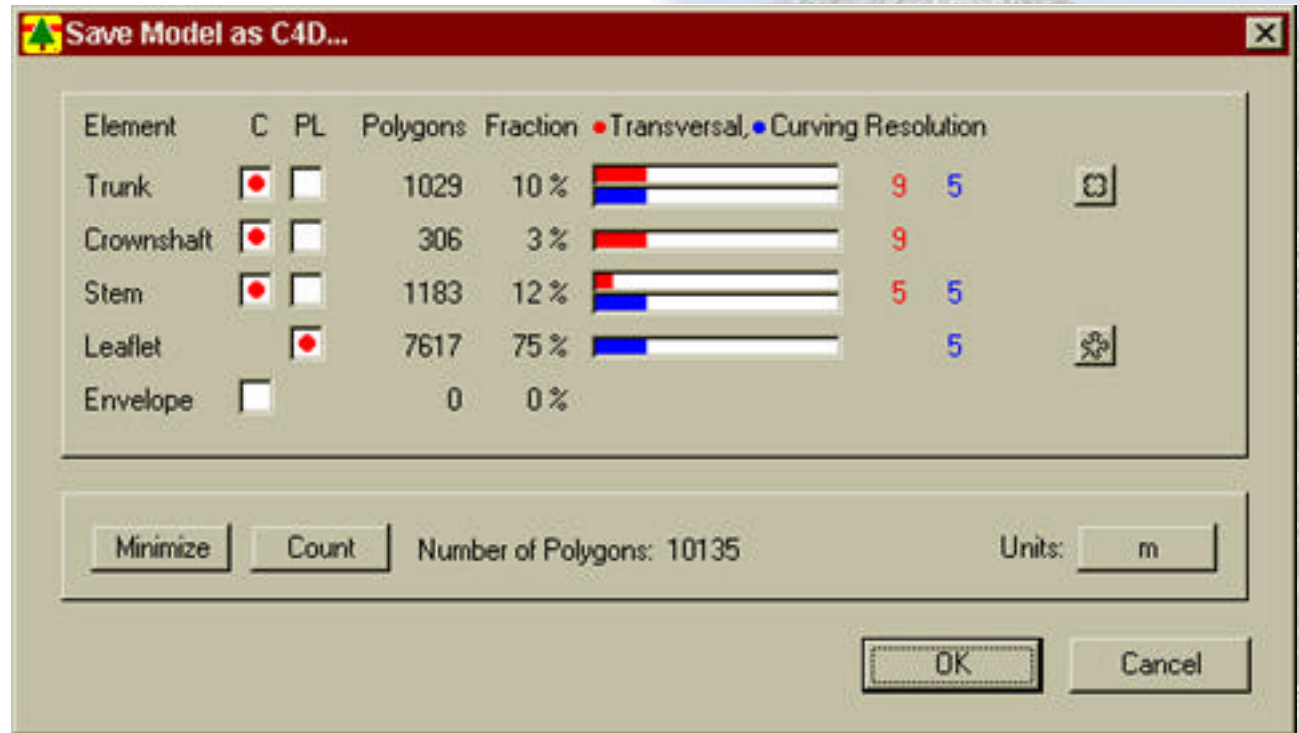 Save Model as C4D...
Element C PL Polygons Fraction •Transversal, •Curving Resolution
Trunk 1029 10 % 9 5
Crownshaft 306 3 % 9
Stem 1183 12 % 5 5
Leaflet 7617 75 % 5
Envelope 0 0 %
Minimize Count Number of Polygons: 10135 Units: m
OK Cancel